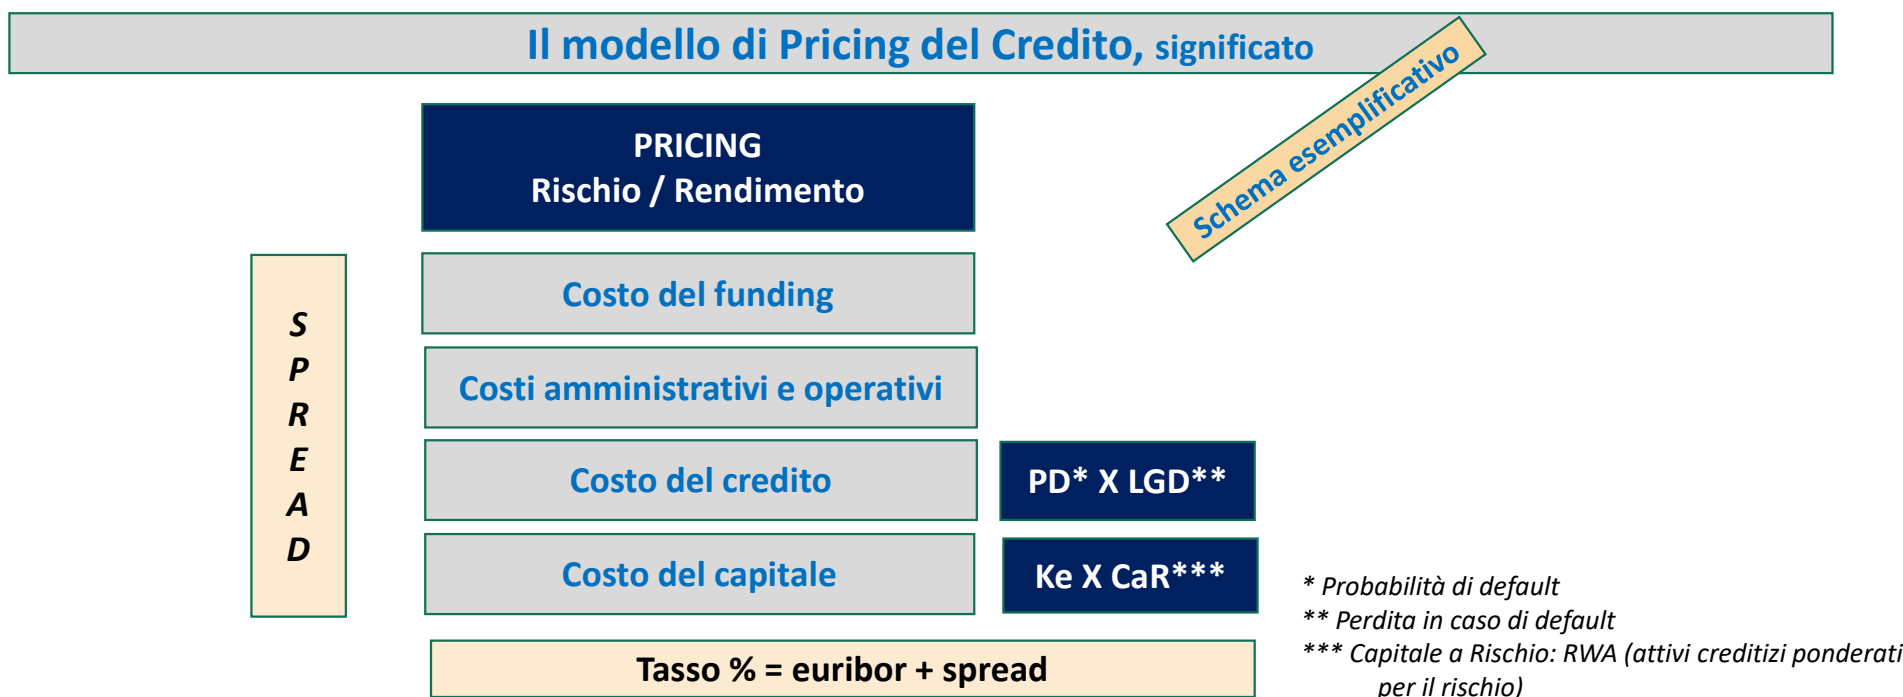 Il modello di Pricing del Credito, significato
Schema esemplificativo
PRICING
Rischio / Rendimento
S
P
R
E
A
D
Costo del funding
Costi amministrativi e operativi
Costo del credito
PD* X LGD**
Costo del capitale
Ke X CaR***
Tasso % = euribor + spread
* Probabilità di default
** Perdita in caso di default
*** Capitale a Rischio: RWA (attivi creditizi ponderati
per il rischio)